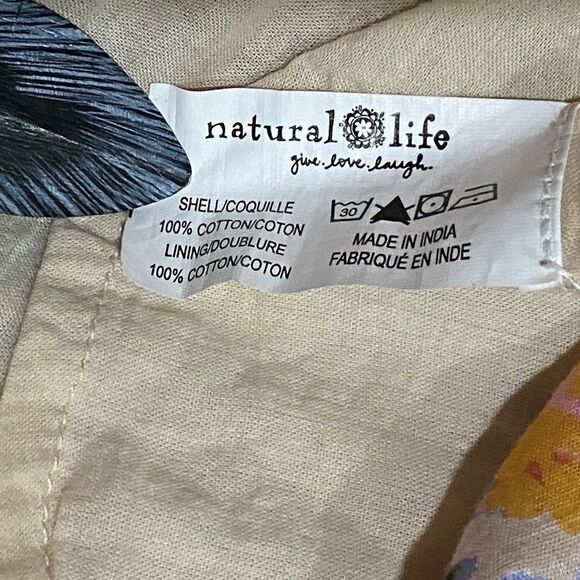 natural life
give.love.laugh.
SHELL/COQUILLE
100% COTTON/COTON
LINING/DOUBLURE
100% COTTON/COTON
30
MADE IN INDIA
FABRIQUÉ EN INDE